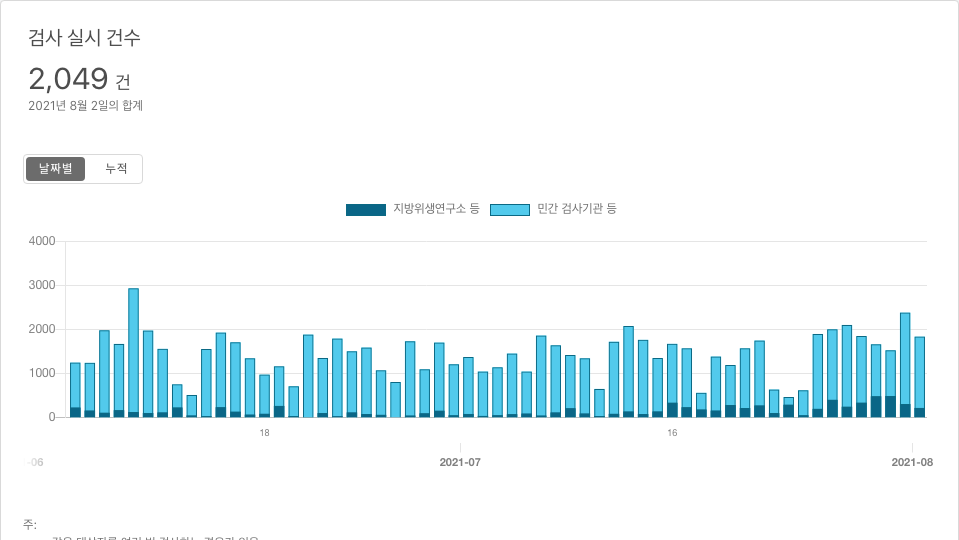 검사 실시 건수
2,049 건
2021년 8월 2일의 합계
날짜별 누적
지방위생연구소 등 민간 검사기관 등
4000
3000
2000
1000
0
18 16
-06 2021-07 2021-08
주: